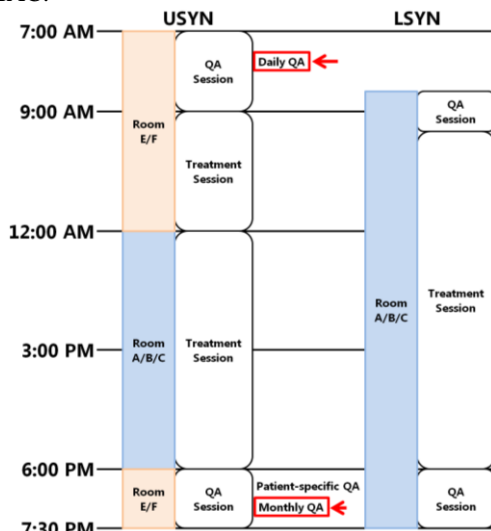 USYN LSYN
7:00 AM
QA
Session
Daily QA
9:00 AM
QA
Session
Room
E/F
Treatment
Session
12:00 AM
Room
A/B/C
Treatment
Session
Room
A/B/C
Treatment
Session
3:00 PM
6:00 PM
Room
E/F
QA
Session
Patient-specific QA
Monthly QA
QA
Session
7:30 PM